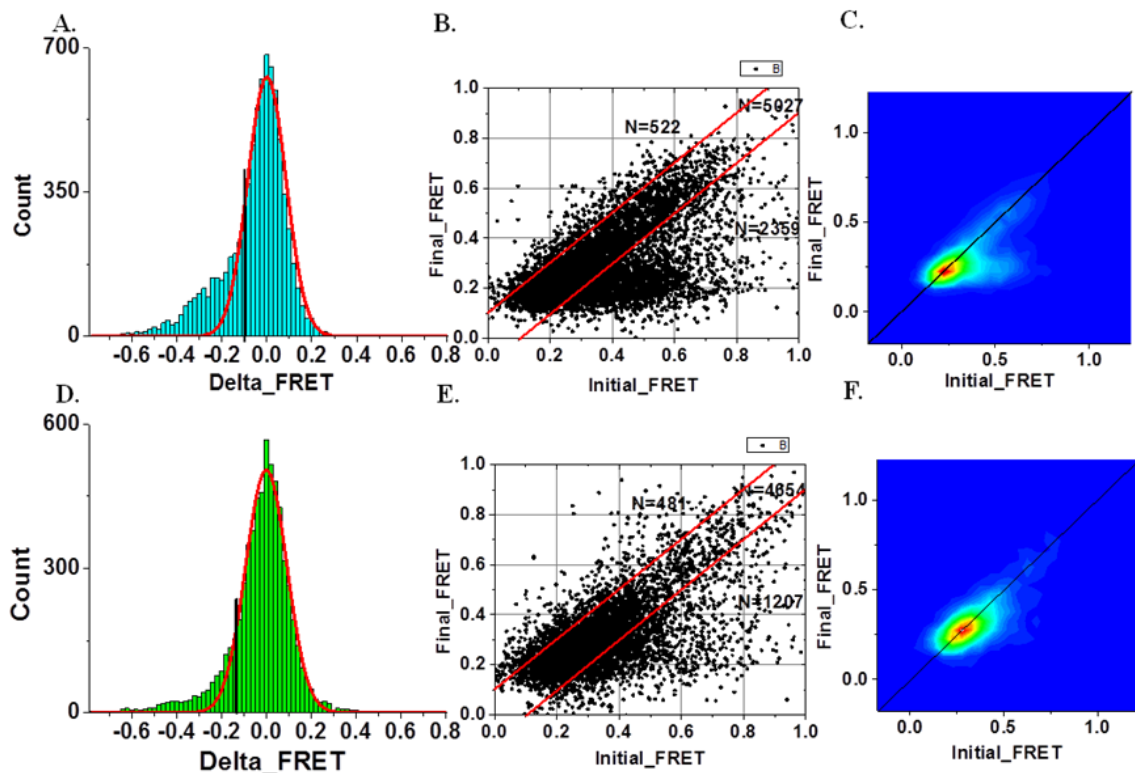 A.
700
350
0
Count
-0.6 -0.4 -0.2 0.0 0.2 0.4 0.6 0.8
Delta_FRET
B.
B
1.0
0.8
0.6
0.4
0.2
0.0
Final_FRET
N=522
N=5027
N=2359
0.0 0.2 0.4 0.6 0.8 1.0
Initial_FRET
C.
1.0
0.5
0.0
Final_FRET
0.0 0.5 1.0
Initial_FRET
D.
600
300
0
Count
-0.6 -0.4 -0.2 0.0 0.2 0.4 0.6 0.8
Delta_FRET
E.
B
1.0
0.8
0.6
0.4
0.2
0.0
Final_FRET
N=481
N=4654
N=1207
0.0 0.2 0.4 0.6 0.8 1.0
Initial_FRET
F.
1.0
0.5
0.0
Final_FRET
0.0 0.5 1.0
Initial_FRET